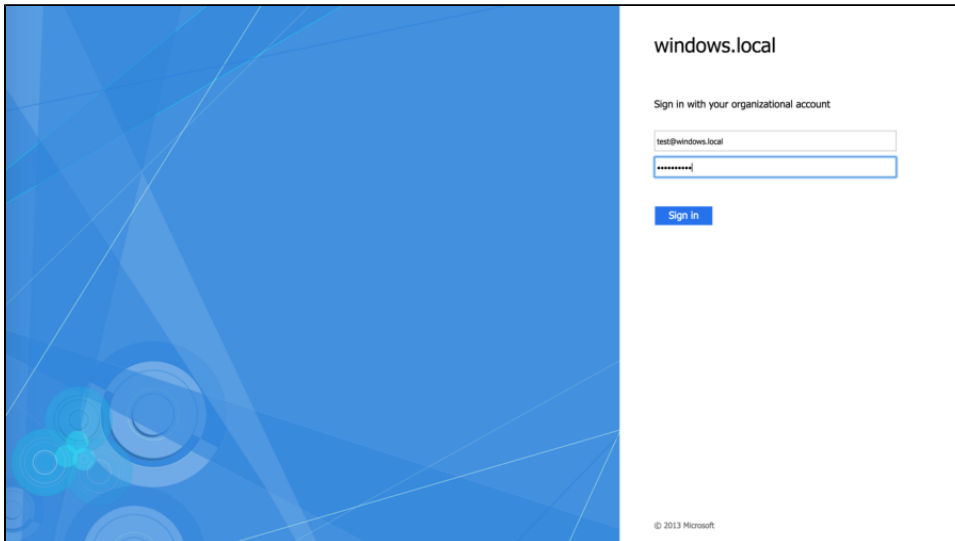 windows.local
Sign in with your organizational account
test@windows.local
••••••••••
Sign in
© 2013 Microsoft